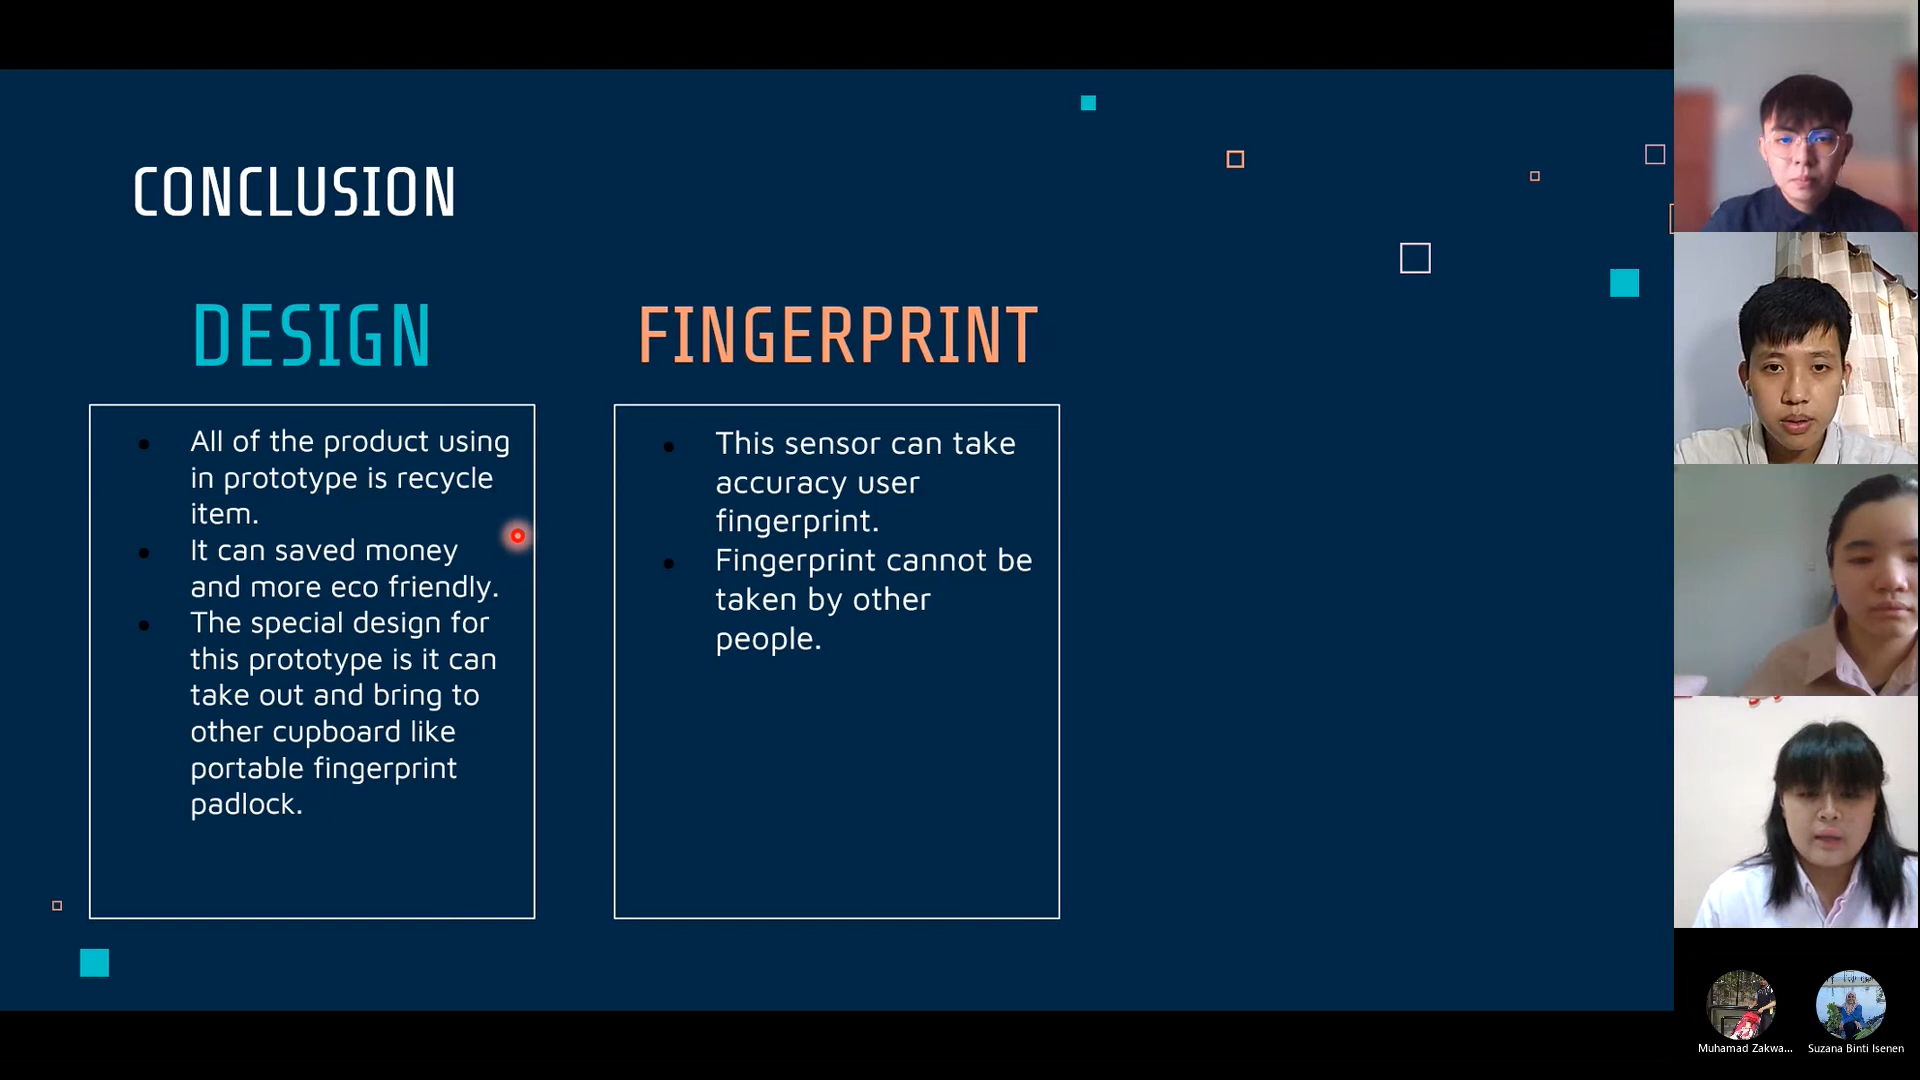 CONCLUSION
DESIGN
All of the product using
in prototype is recycle
item.
It can saved money
and more eco friendly.
The special design for
this prototype is it can
take out and bring to
other cupboard like
portable fingerprint
padlock.
FINGERPRINT
This sensor can take
accuracy user
fingerprint.
Fingerprint cannot be
taken by other
people.
Muhamad Zakwa...
Suzana Binti Isenen